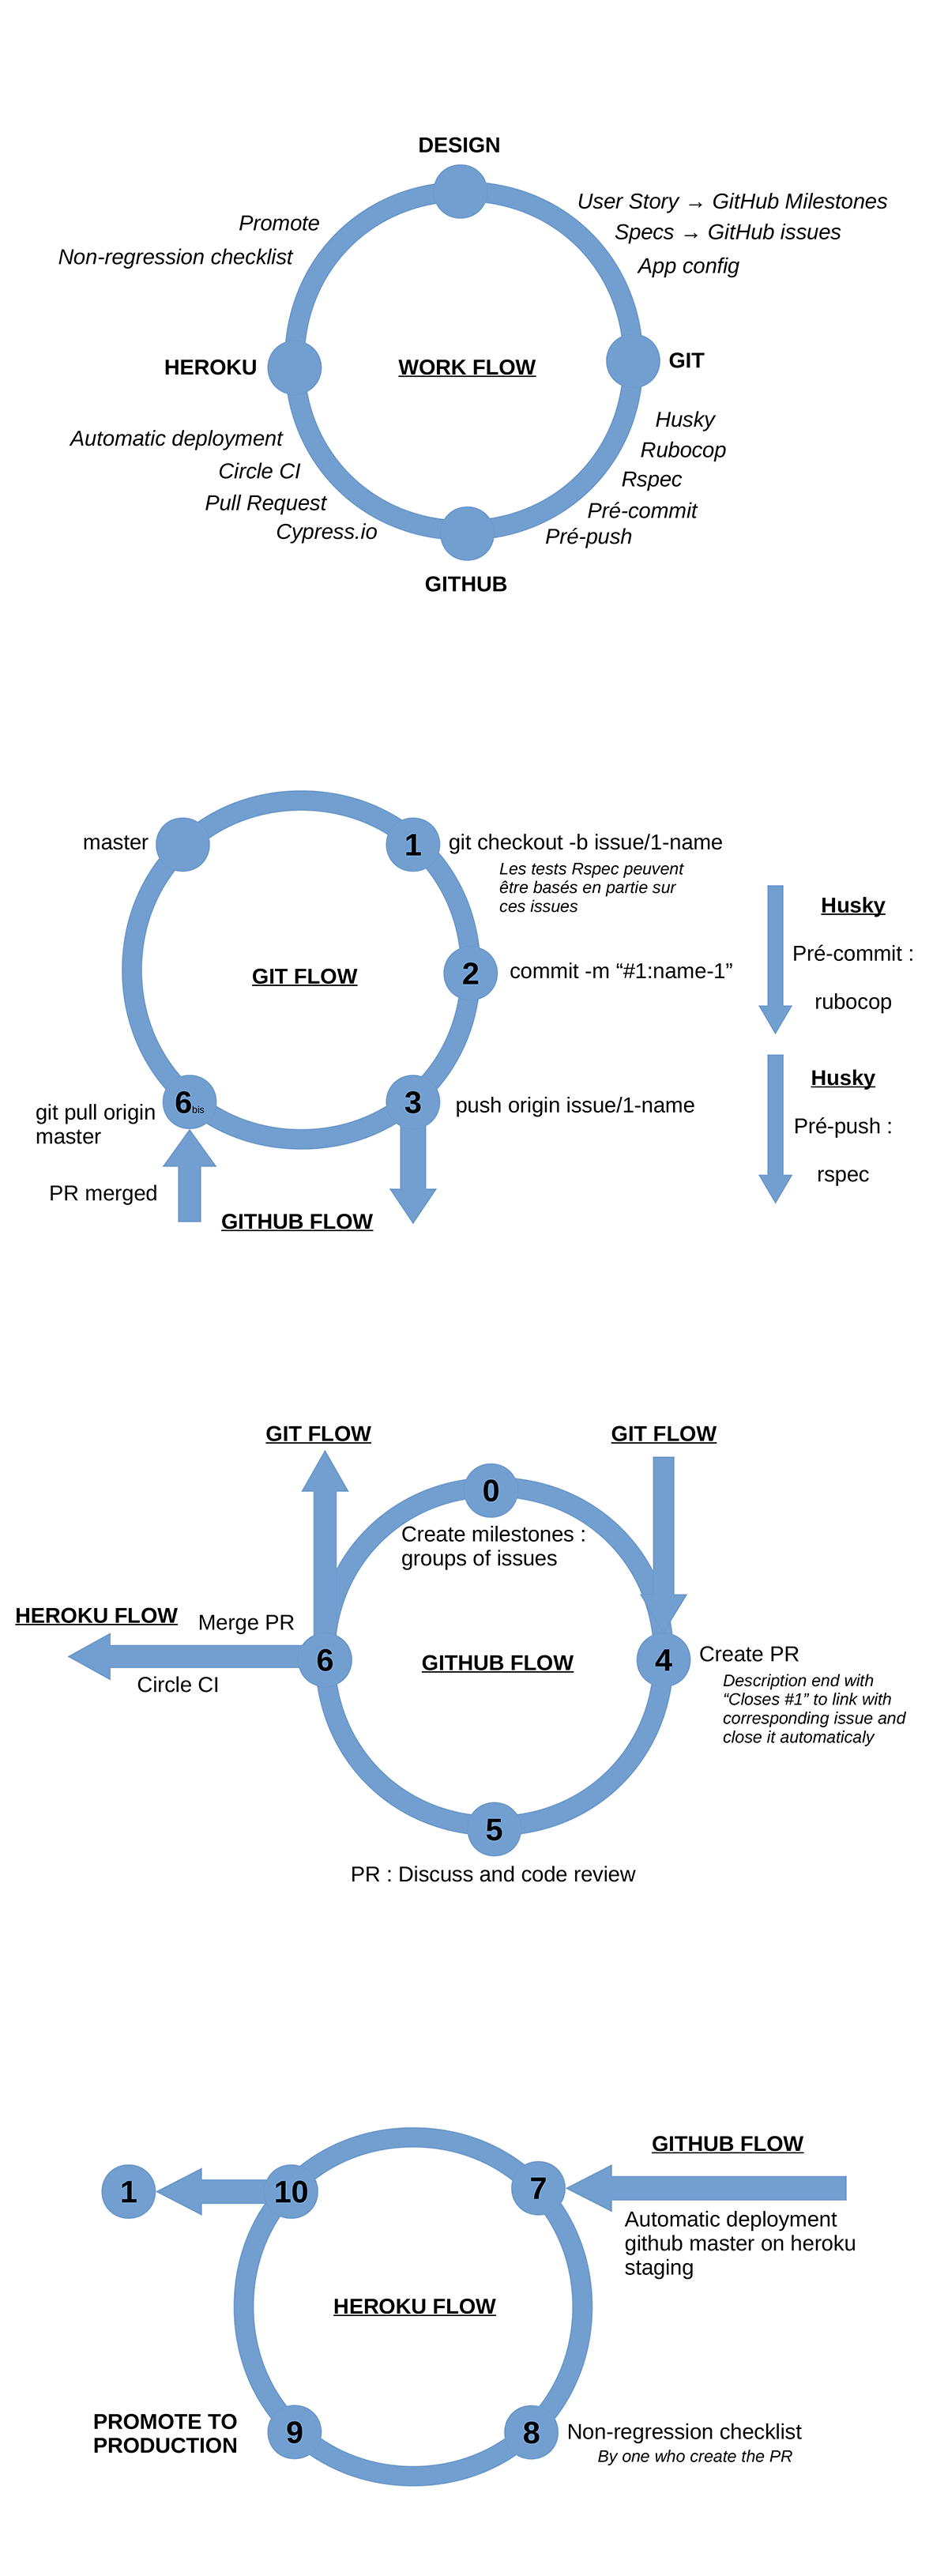 DESIGN
User Story → GitHub Milestones
Promote
Specs → GitHub issues
Non-regression checklist
App config
HEROKU
WORK FLOW
GIT
Husky
Automatic deployment
Rubocop
Circle CI
Rspec
Pull Request
Pré-commit
Cypress.io
Pré-push
GITHUB
master
1
git checkout -b issue/1-name
Les tests Rspec peuvent
être basés en partie sur
ces issues
Husky
Pré-commit :
rubocop
GIT FLOW
2
commit -m “#1:name-1”
Husky
Pré-push :
rspec
6bis
git pull origin
master
3
push origin issue/1-name
PR merged
GITHUB FLOW
GIT FLOW
GIT FLOW
0
Create milestones :
groups of issues
HEROKU FLOW
Merge PR
6
Circle CI
GITHUB FLOW
4
Create PR
Description end with
“Closes #1” to link with
corresponding issue and
close it automaticaly
5
PR : Discuss and code review
GITHUB FLOW
1
10
7
Automatic deployment
github master on heroku
staging
HEROKU FLOW
PROMOTE TO
PRODUCTION
9
8
Non-regression checklist
By one who create the PR